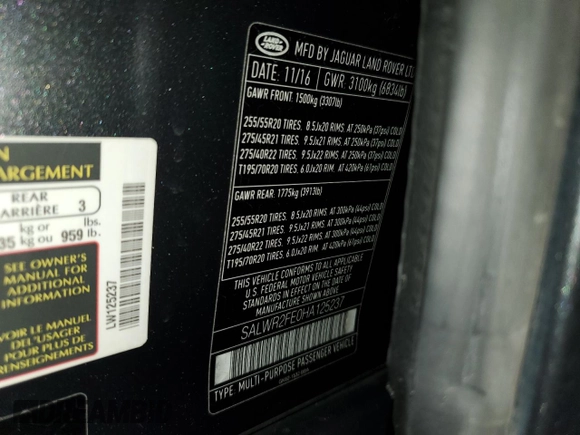 LAND ROVER
MFD BY JAGUAR LAND ROVER LTD
DATE: 11/16 GWR: 3100kg (6834lb)
GAWR FRONT: 1500kg (3307lb)
255/55R20 TIRES. 8.5Jx20 RIMS. AT 250kPa (37psi) COLD
275/45R21 TIRES. 9.5Jx21 RIMS. AT 250kPa (37psi) COLD
275/40R22 TIRES. 9.5Jx22 RIMS. AT 250kPa (37psi) COLD
T195/70R20 TIRES. 6.0Jx20 RIM. AT 420kPa (61psi) COLD
GAWR REAR: 1775kg (3913lb)
255/55R20 TIRES. 8.5Jx20 RIMS. AT 300kPa (44psi) COLD
275/45R21 TIRES. 9.5Jx21 RIMS. AT 300kPa (44psi) COLD
275/40R22 TIRES. 9.5Jx22 RIMS. AT 300kPa (44psi) COLD
T195/70R20 TIRES. 6.0Jx20 RIM. AT 420kPa (61psi) COLD
THIS VEHICLE CONFORMS TO ALL APPLICABLE
U.S. FEDERAL MOTOR VEHICLE SAFETY
STANDARDS IN EFFECT ON THE DATE OF
MANUFACTURE SHOWN ABOVE.
SALWR2FE0HA125237
TYPE: MULTI-PURPOSE PASSENGER VEHICLE
N
ARGEMENT
REAR
ARRIÈRE 3
kg or lbs.
35 kg ou 959 lb.
SEE OWNER'S
MANUAL FOR
ADDITIONAL
INFORMATION
VOIR LE MANUEL
DE L'USAGER
POUR PLUS DE
RENSEIGNEMENTS
LW125237